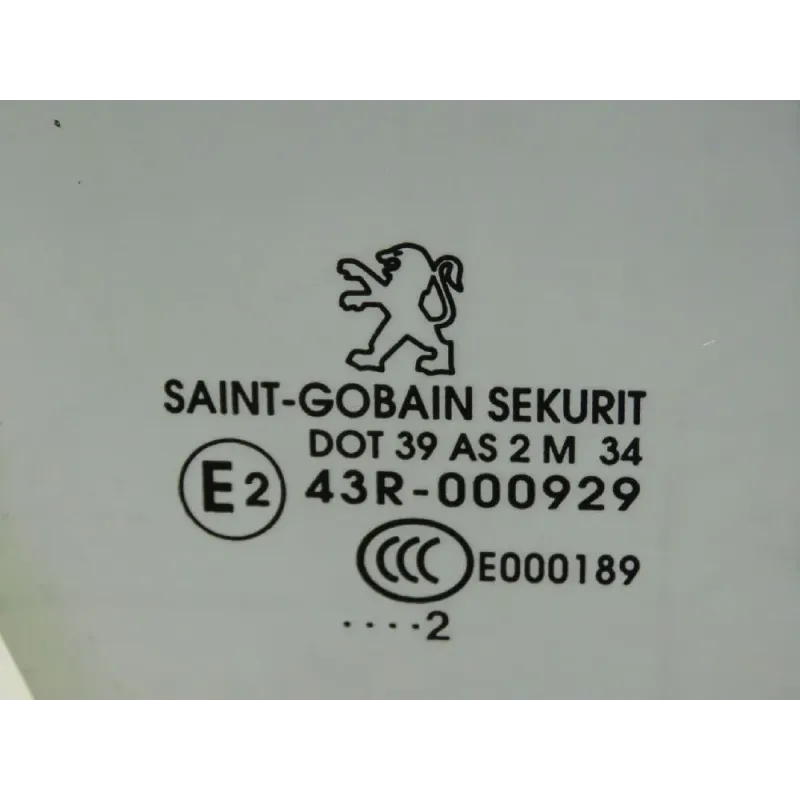 SAINT-GOBAIN SEKURIT
DOT 39 AS 2 M 34
E2 43R-000929
CCC E000189
....2